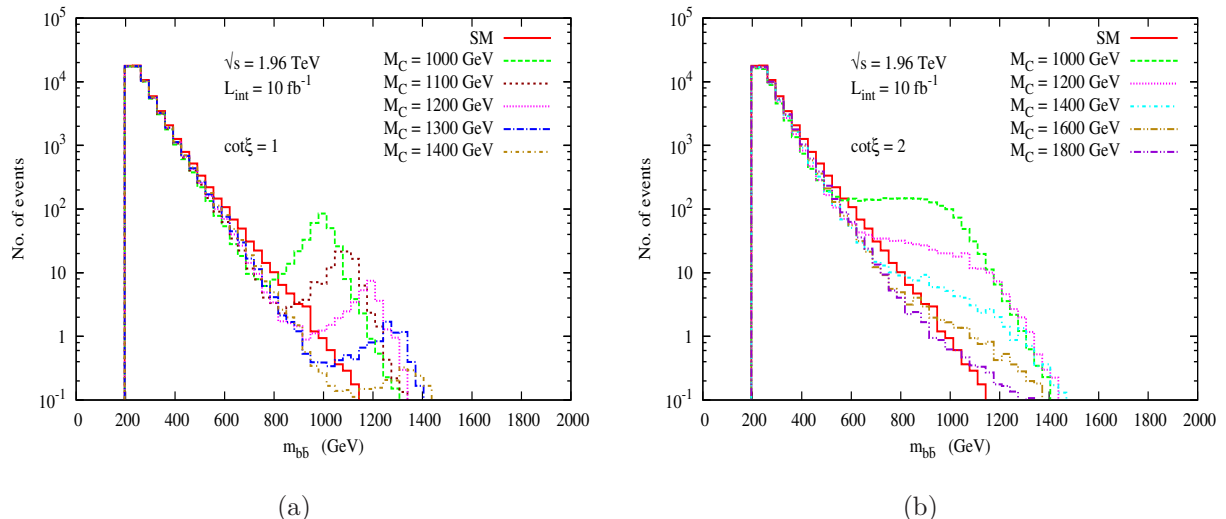 10^5
10^4
10^3
10^2
10
1
10^-1
0 200 400 600 800 1000 1200 1400 1600 1800 2000
No. of events
m_bb̄ (GeV)
√s = 1.96 TeV
L_int = 10 fb^-1
cotξ = 1
SM
M_C = 1000 GeV
M_C = 1100 GeV
M_C = 1200 GeV
M_C = 1300 GeV
M_C = 1400 GeV
(a)
10^5
10^4
10^3
10^2
10
1
10^-1
0 200 400 600 800 1000 1200 1400 1600 1800 2000
No. of events
m_bb̄ (GeV)
√s = 1.96 TeV
L_int = 10 fb^-1
cotξ = 2
SM
M_C = 1000 GeV
M_C = 1200 GeV
M_C = 1400 GeV
M_C = 1600 GeV
M_C = 1800 GeV
(b)